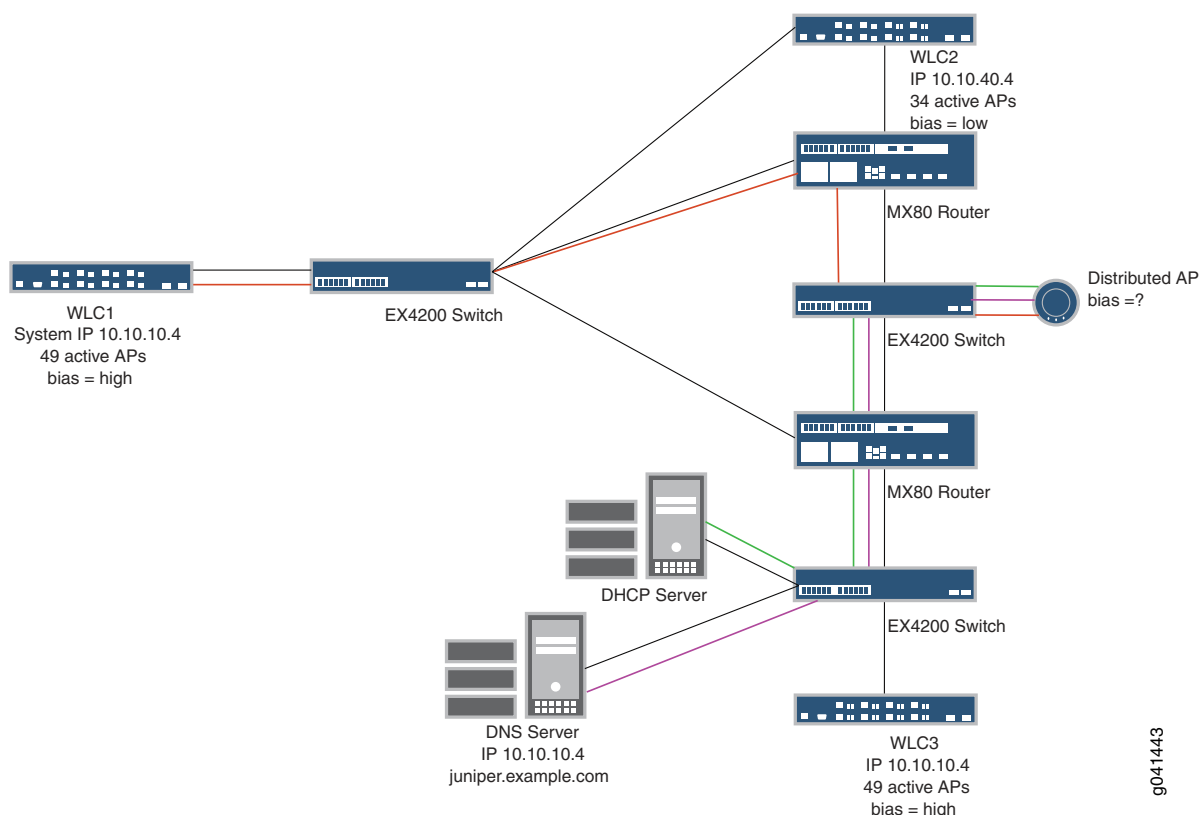 WLC2
IP 10.10.40.4
34 active APs
bias = low
MX80 Router
Distributed AP
bias =?
EX4200 Switch
WLC1
System IP 10.10.10.4
49 active APs
bias = high
EX4200 Switch
MX80 Router
DHCP Server
EX4200 Switch
DNS Server
IP 10.10.10.4
juniper.example.com
WLC3
IP 10.10.10.4
49 active APs
bias = high
g041443